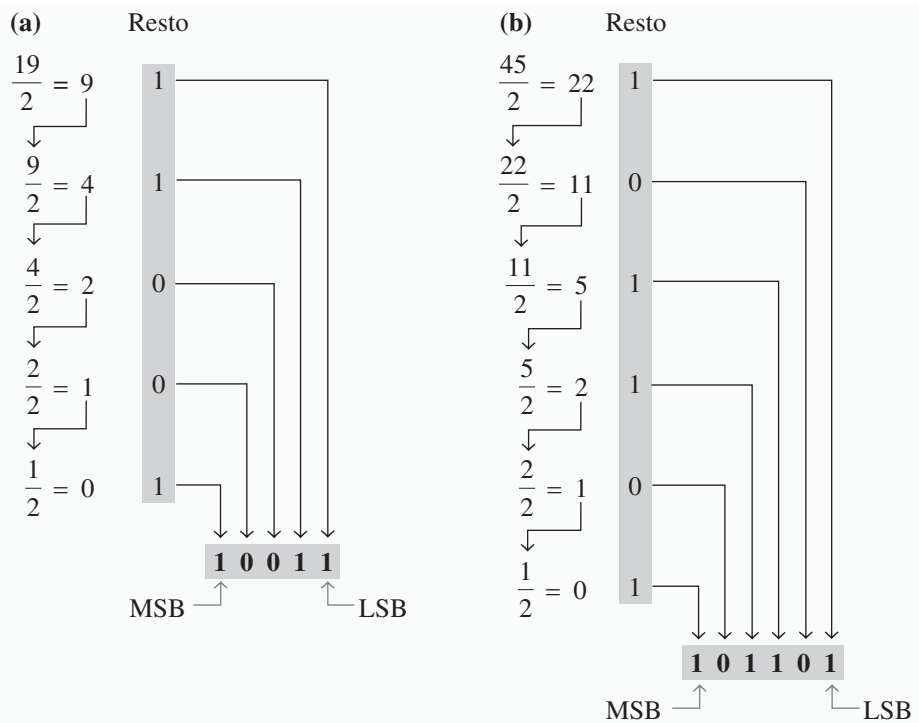 (a) Resto
19/2 = 9 1
9/2 = 4 1
4/2 = 2 0
2/2 = 1 0
1/2 = 0 1
1 0 0 1 1
MSB LSB
(b) Resto
45/2 = 22 1
22/2 = 11 0
11/2 = 5 1
5/2 = 2 1
2/2 = 1 0
1/2 = 0 1
1 0 1 1 0 1
MSB LSB